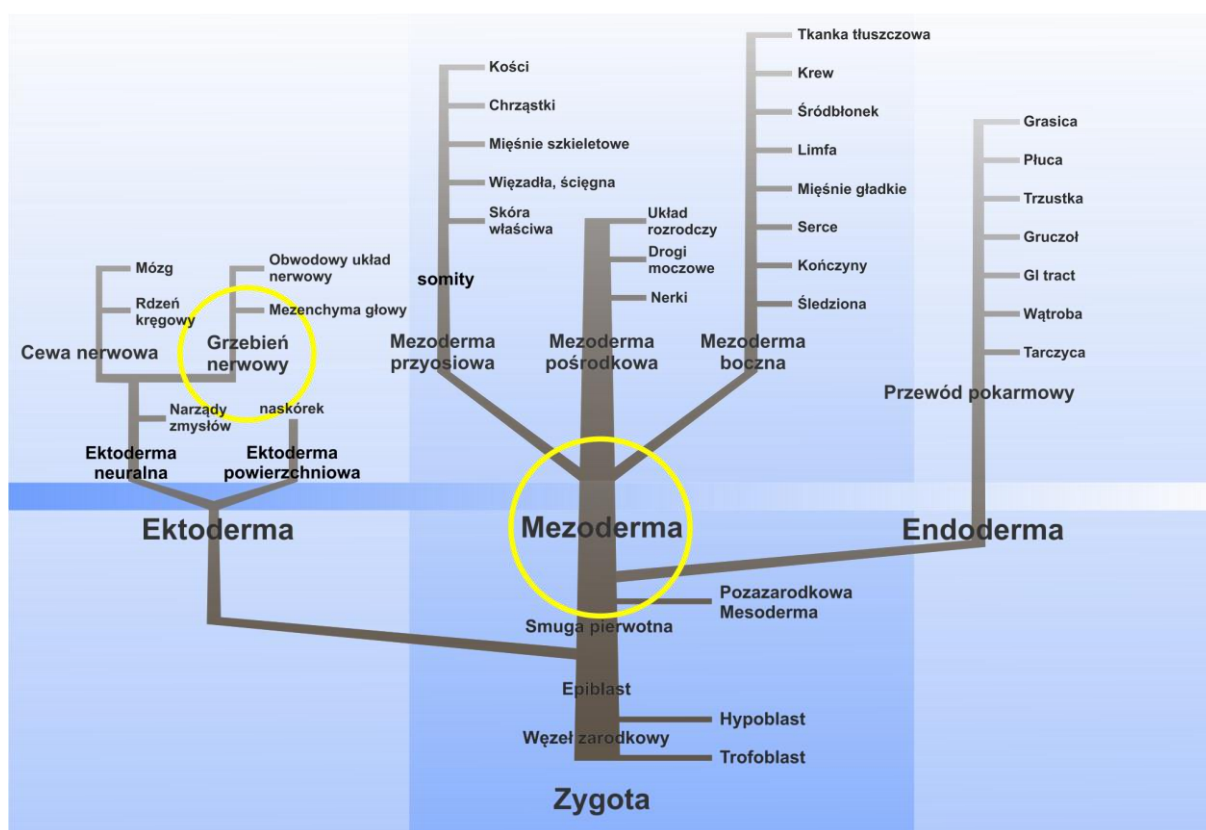 Tkanka tłuszczowa
Kości
Krew
Chrząstki
Śródbłonek
Grasica
Mięśnie szkieletowe
Limfa
Płuca
Więzadła, ścięgna
Mięśnie gładkie
Trzustka
Skóra
właściwa
Układ
rozrodczy
Serce
Gruczoł
Mózg
Obwodowy układ
nerwowy
somity
Drogi
moczowe
Kończyny
GI tract
Rdzeń
kręgowy
Mezenchyma głowy
Nerki
Śledziona
Wątroba
Cewa nerwowa
Grzebień
nerwowy
Mezoderma
przyosiowa
Mezoderma
pośrodkowa
Mezoderma
boczna
Tarczyca
Przewód pokarmowy
Narządy
zmysłów
naskórek
Ektoderma
neuralna
Ektoderma
powierzchniowa
Ektoderma
Mezoderma
Endoderma
Pozazarodkowa
Mesoderma
Smuga pierwotna
Epiblast
Hypoblast
Węzeł zarodkowy
Trofoblast
Zygota